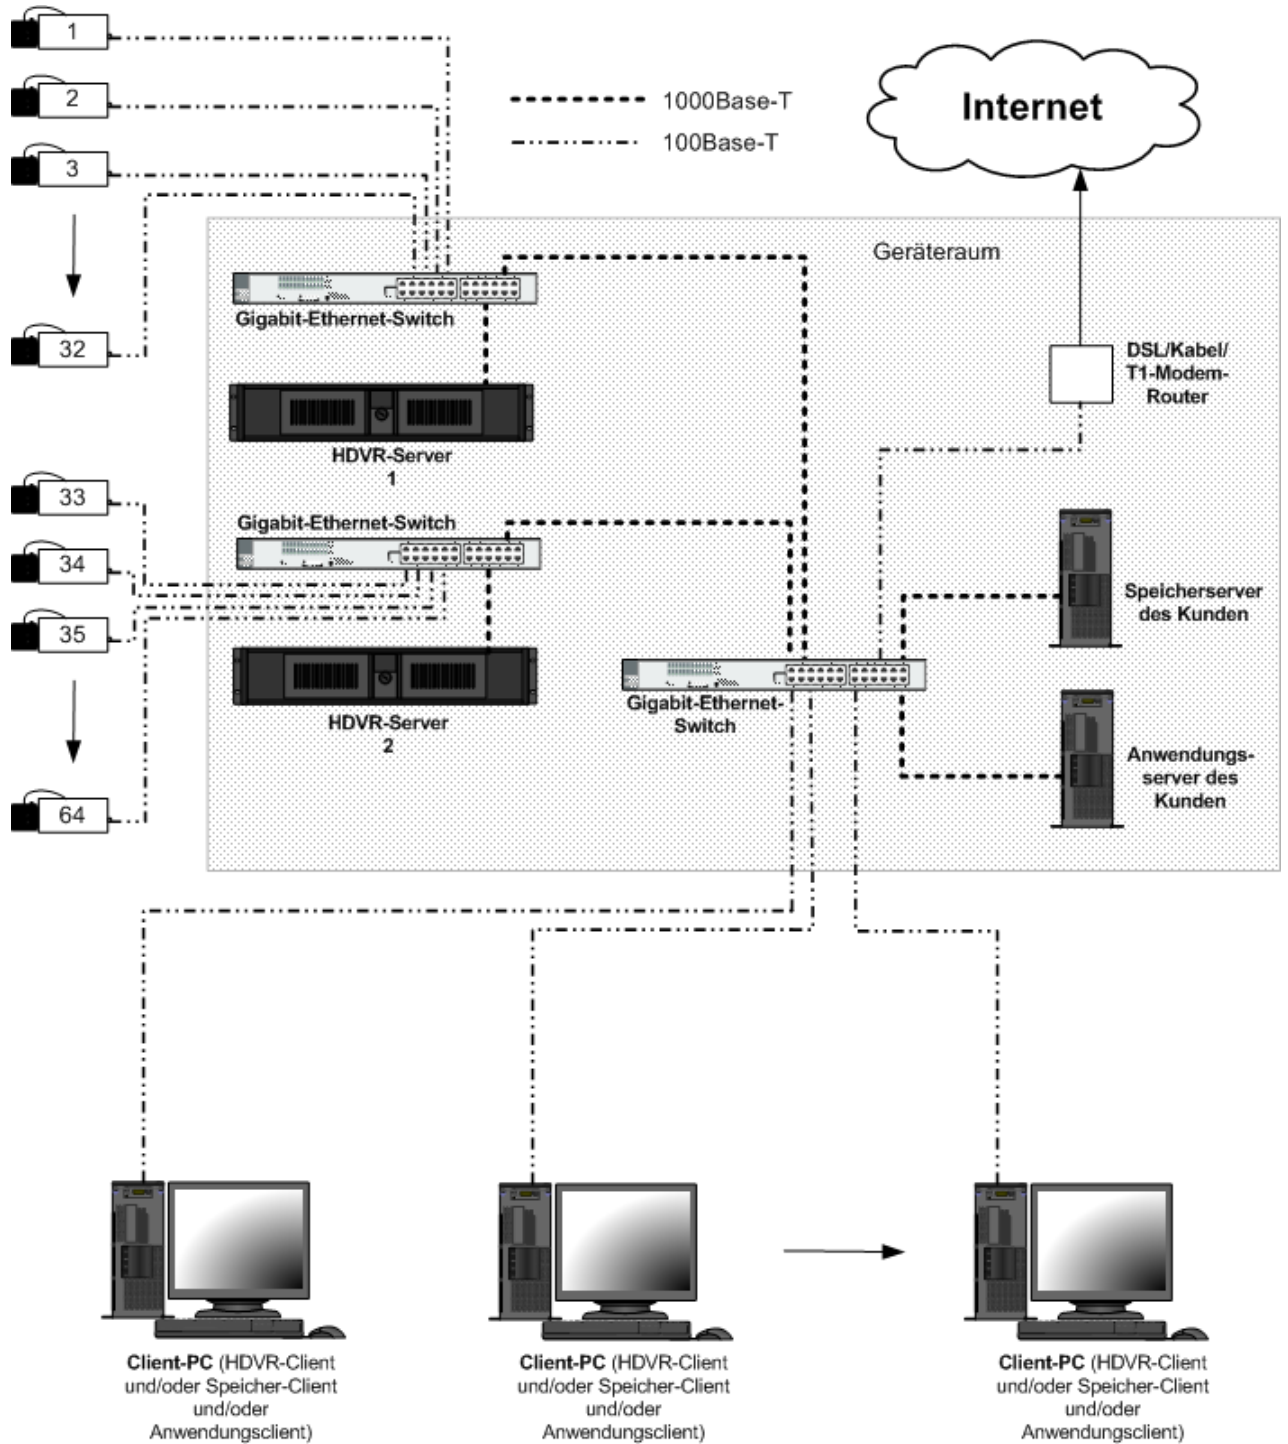 1
2
3
32
33
34
35
64
1000Base-T
100Base-T
Internet
Geräteraum
Gigabit-Ethernet-Switch
HDVR-Server
1
Gigabit-Ethernet-Switch
HDVR-Server
2
Gigabit-Ethernet-
Switch
DSL/Kabel/
T1-Modem-
Router
Speicherserver
des Kunden
Anwendungs-
server des
Kunden
Client-PC (HDVR-Client
und/oder Speicher-Client
und/oder
Anwendungsclient)
Client-PC (HDVR-Client
und/oder Speicher-Client
und/oder
Anwendungsclient)
Client-PC (HDVR-Client
und/oder Speicher-Client
und/oder
Anwendungsclient)